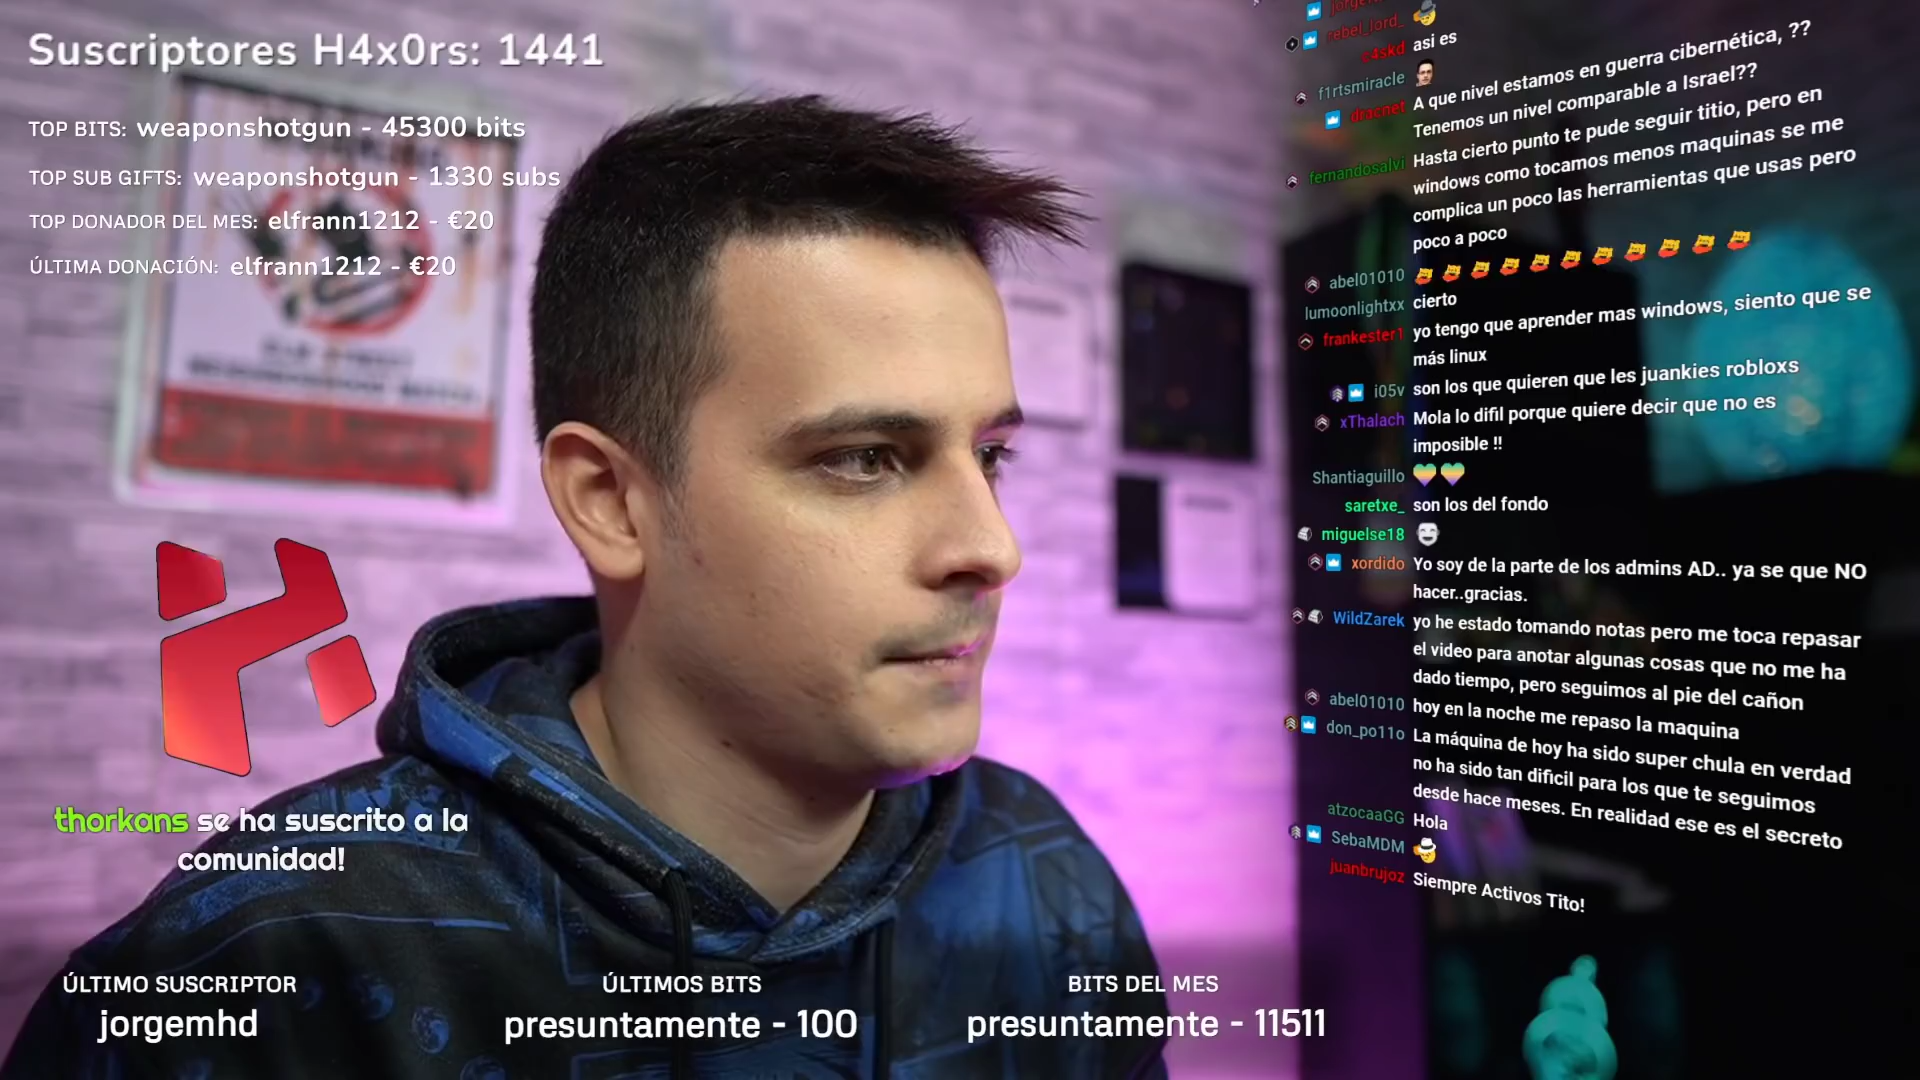 Suscriptores H4x0rs: 1441
TOP BITS: weaponshotgun - 45300 bits
TOP SUB GIFTS: weaponshotgun - 1330 subs
TOP DONADOR DEL MES: elfrann1212 - €20
ÚLTIMA DONACIÓN: elfrann1212 - €20
thorkans se ha suscrito a la
comunidad!
ÚLTIMO SUSCRIPTOR
jorgemhd
ÚLTIMOS BITS
presuntamente - 100
BITS DEL MES
presuntamente - 11511
rebel_lord_
c4skd asi es
f1rtsmiracle
dracnet A que nivel estamos en guerra cibernética, ??
Tenemos un nivel comparable a Israel??
fernandosalvi Hasta cierto punto te pude seguir titio, pero en
windows como tocamos menos maquinas se me
complica un poco las herramientas que usas pero
poco a poco
abel01010
lumoonlightxx cierto
frankester1 yo tengo que aprender mas windows, siento que se
más linux
i05v son los que quieren que les juankies robloxs
xThalach Mola lo difil porque quiere decir que no es
imposible !!
Shantiaguillo
saretxe_ son los del fondo
miguelse18
xordido Yo soy de la parte de los admins AD.. ya se que NO
hacer..gracias.
WildZarek yo he estado tomando notas pero me toca repasar
el video para anotar algunas cosas que no me ha
dado tiempo, pero seguimos al pie del cañon
abel01010 hoy en la noche me repaso la maquina
don_po11o La máquina de hoy ha sido super chula en verdad
no ha sido tan dificil para los que te seguimos
desde hace meses. En realidad ese es el secreto
atzocaaGG Hola
SebaMDM
juanbrujoz Siempre Activos Tito!